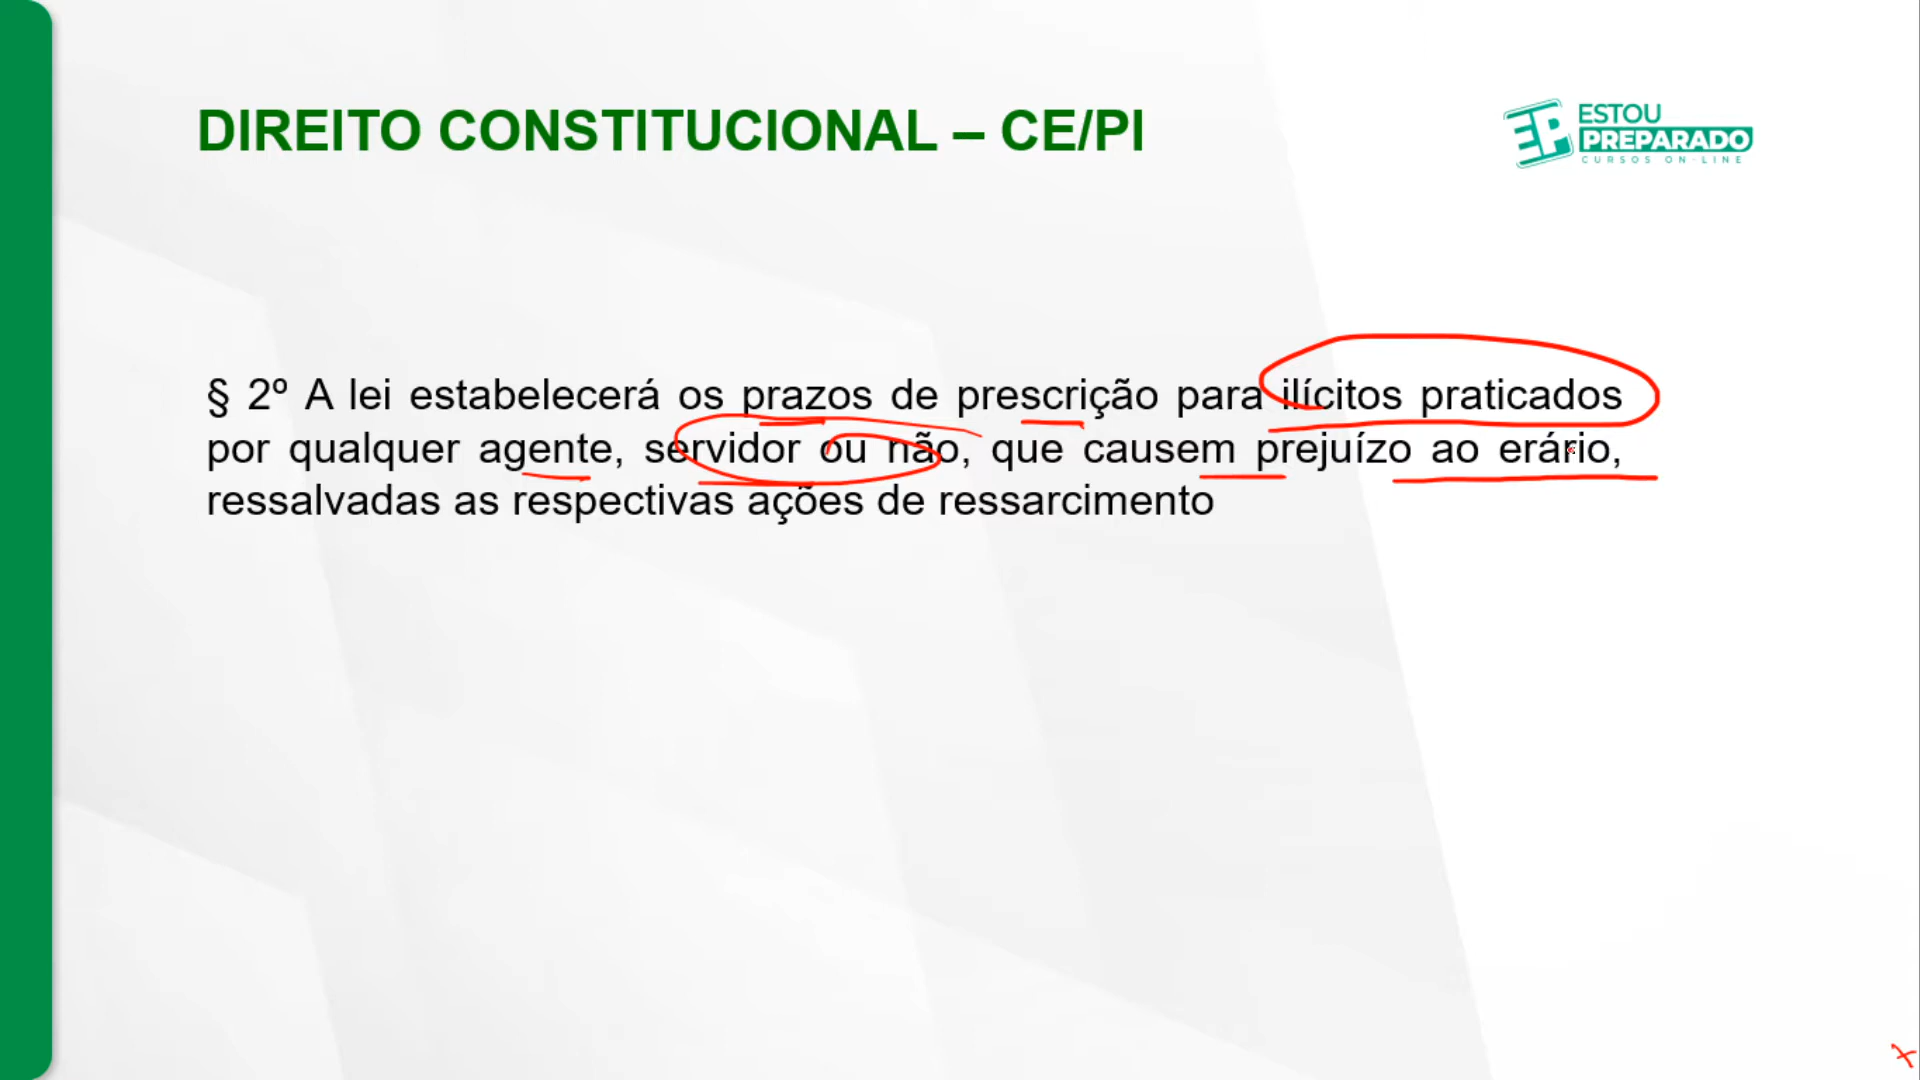 DIREITO CONSTITUCIONAL – CE/PI
ESTOU
PREPARADO
CURSOS ON-LINE
§ 2º A lei estabelecerá os prazos de prescrição para ilícitos praticados
por qualquer agente, servidor ou não, que causem prejuízo ao erário,
ressalvadas as respectivas ações de ressarcimento